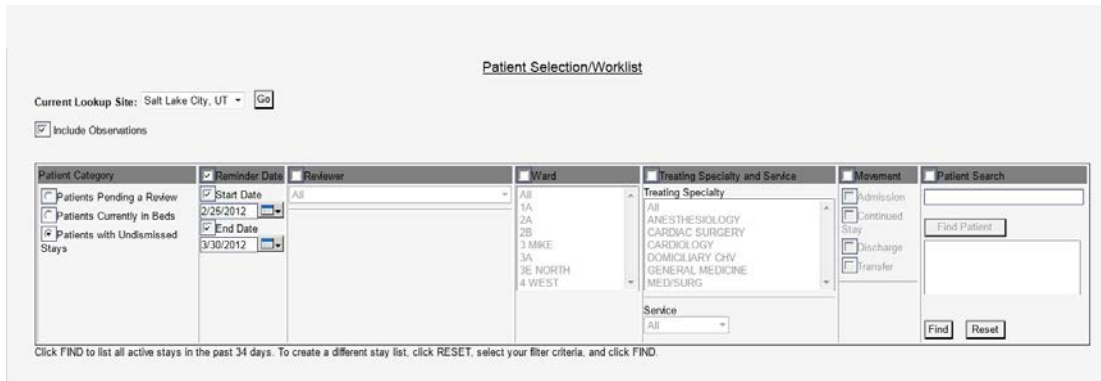 Patient Selection/Worklist
Current Lookup Site: Salt Lake City, UT Go
Include Observations
Patient Category
Patients Pending a Review
Patients Currently in Beds
Patients with Undismissed
Stays
Reminder Date
Start Date
2/25/2012
End Date
3/30/2012
Reviewer
All
Ward
All
1A
2A
2B
3 MIKE
3A
3E NORTH
4 WEST
Treating Specialty and Service
Treating Specialty
All
ANESTHESIOLOGY
CARDIAC SURGERY
CARDIOLOGY
DOMICILIARY CHV
GENERAL MEDICINE
MED/SURG
Service
All
Movement
Admission
Continued
Stay
Discharge
Transfer
Patient Search
Find Patient
Find Reset
Click FIND to list all active stays in the past 34 days. To create a different stay list, click RESET, select your filter criteria, and click FIND.